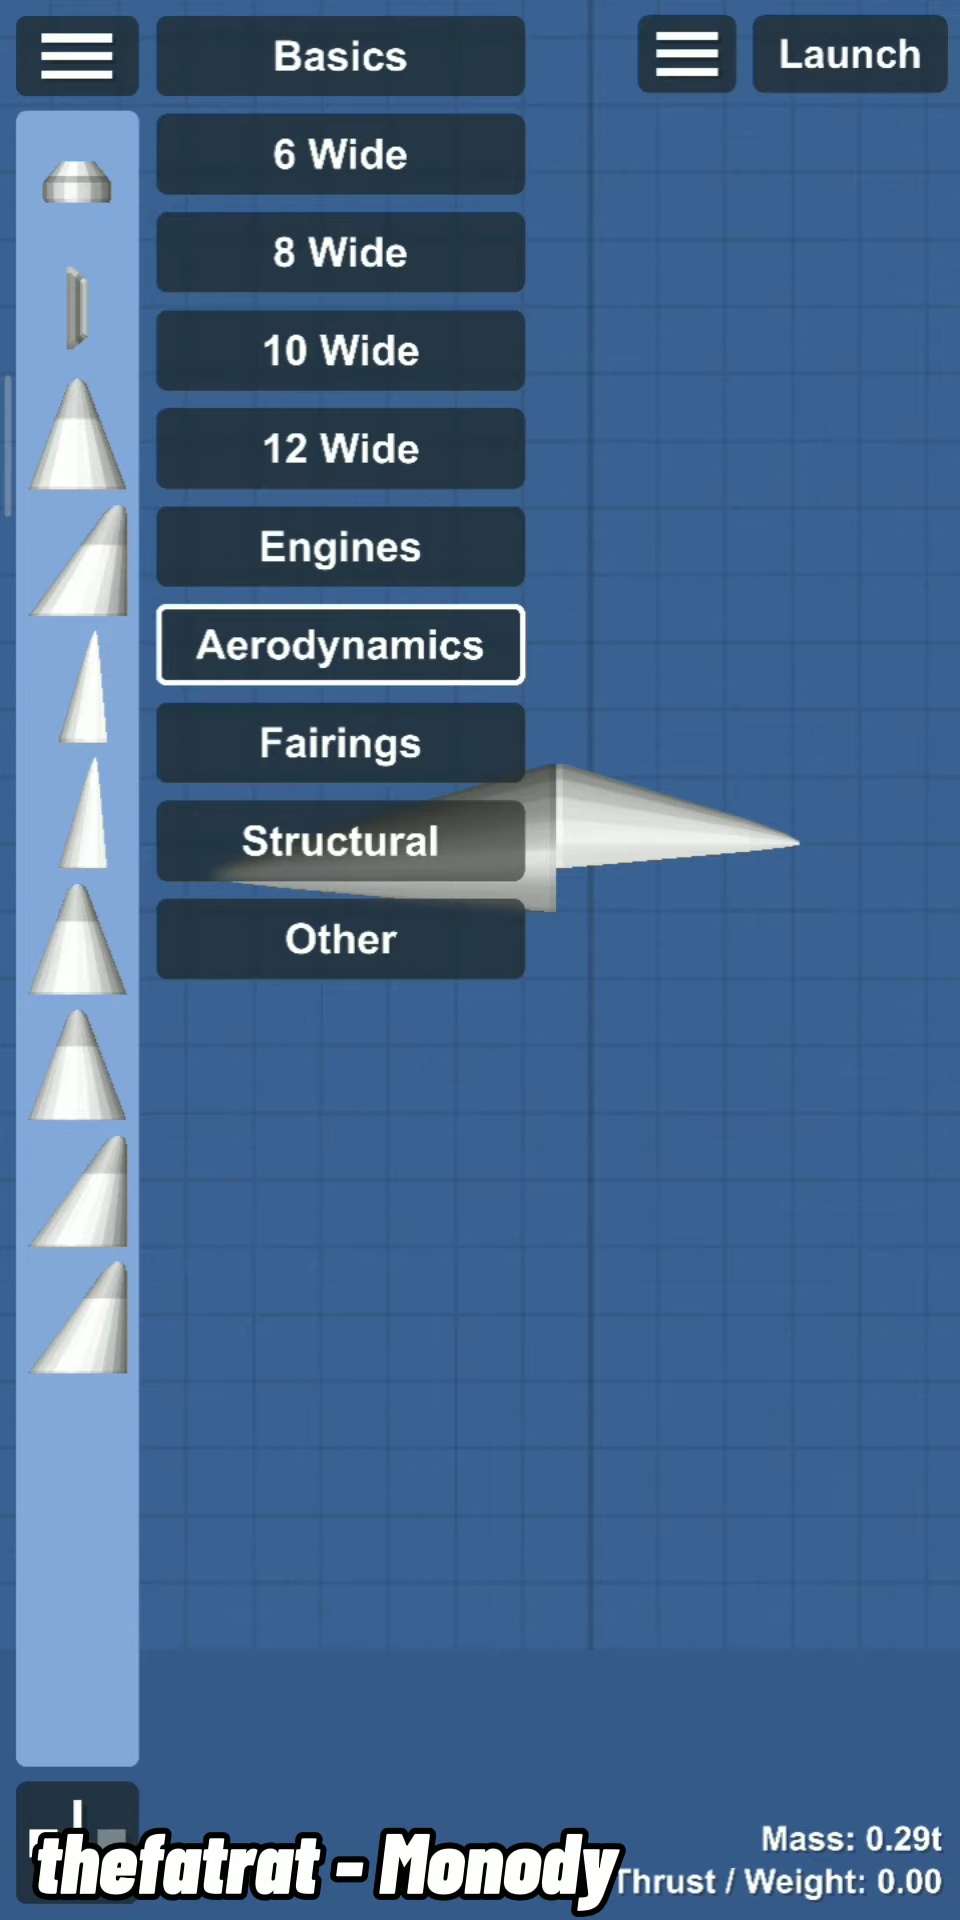 Basics
Launch
6 Wide
8 Wide
10 Wide
12 Wide
Engines
Aerodynamics
Fairings
Structural
Other
Mass: 0.29t
Thrust / Weight: 0.00
thefatrat - Monody